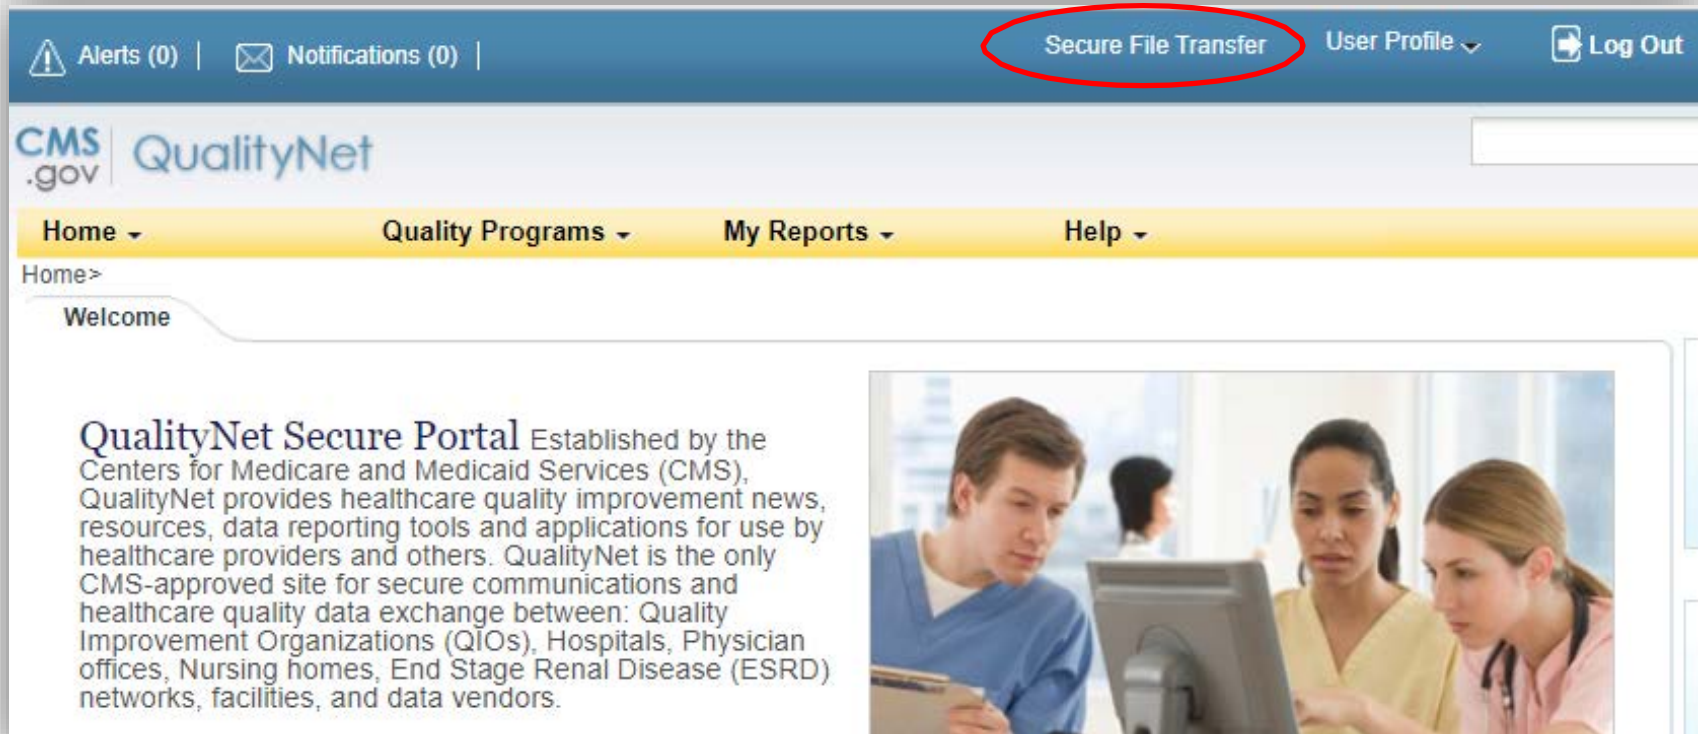 Alerts (0) | Notifications (0) | Secure File Transfer User Profile Log Out
CMS .gov QualityNet
Home Quality Programs My Reports Help
Home>
Welcome
QualityNet Secure Portal Established by the
Centers for Medicare and Medicaid Services (CMS),
QualityNet provides healthcare quality improvement news,
resources, data reporting tools and applications for use by
healthcare providers and others. QualityNet is the only
CMS-approved site for secure communications and
healthcare quality data exchange between: Quality
Improvement Organizations (QIOs), Hospitals, Physician
offices, Nursing homes, End Stage Renal Disease (ESRD)
networks, facilities, and data vendors.